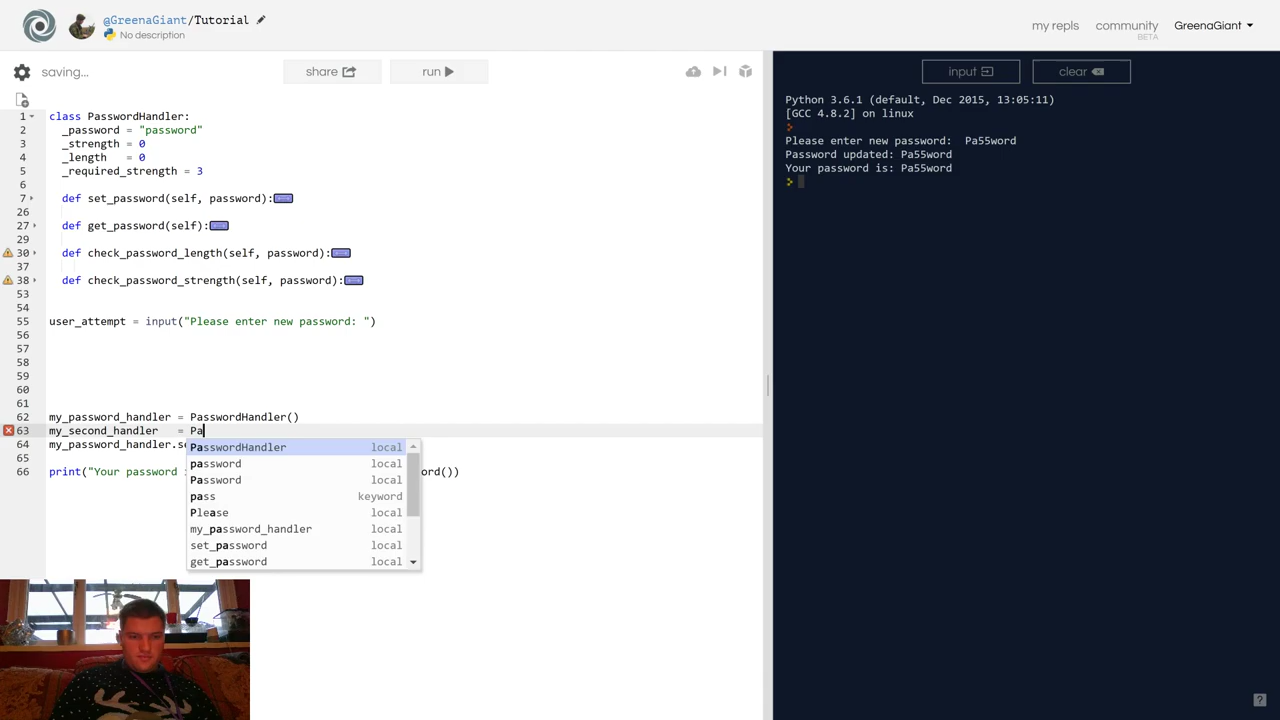 @GreenaGiant/Tutorial
No description
my repls
community
BETA
GreenaGiant
saving...
share
run
input
clear
1 class PasswordHandler:
2 _password = "password"
3 _strength = 0
4 _length = 0
5 _required_strength = 3
6
7 def set_password(self, password):
26
27 def get_password(self):
29
30 def check_password_length(self, password):
37
38 def check_password_strength(self, password):
53
54
55 user_attempt = input("Please enter new password: ")
56
57
58
59
60
61
62 my_password_handler = PasswordHandler()
63 my_second_handler = Pa
64 my_password_handler.se
65
66 print("Your password ord())
PasswordHandler local
password local
Password local
pass keyword
Please local
my_password_handler local
set_password local
get_password local
Python 3.6.1 (default, Dec 2015, 13:05:11)
[GCC 4.8.2] on linux
Please enter new password: Pa55word
Password updated: Pa55word
Your password is: Pa55word
?